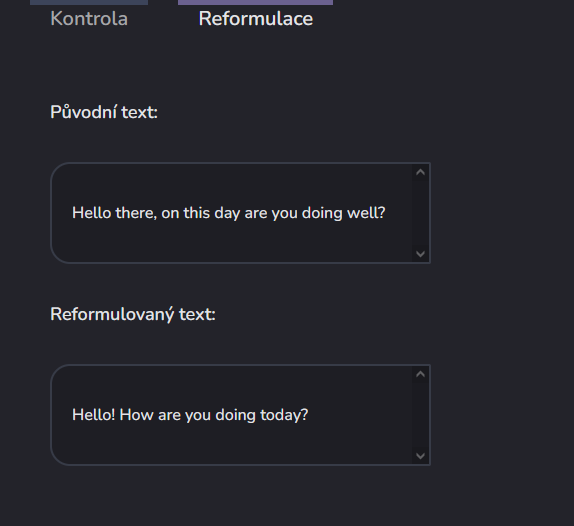 Kontrola
Reformulace
Původní text:
Hello there, on this day are you doing well?
Reformulovaný text:
Hello! How are you doing today?